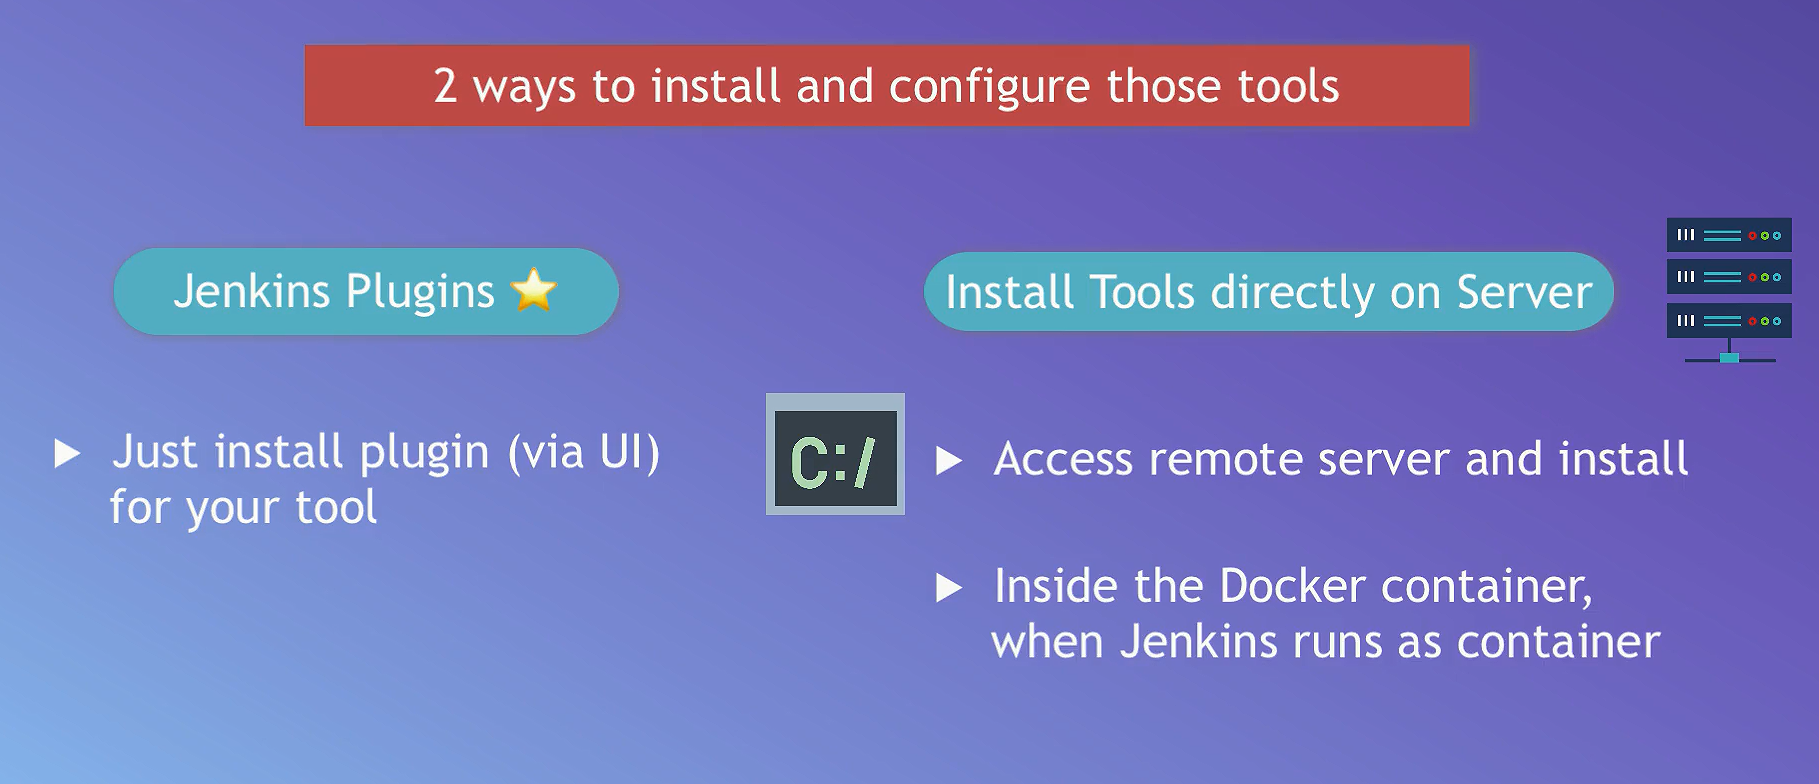 2 ways to install and configure those tools
Jenkins Plugins ⭐
Just install plugin (via UI)
for your tool
Install Tools directly on Server
C:/
Access remote server and install
Inside the Docker container,
when Jenkins runs as container